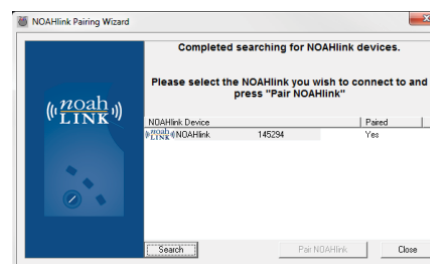 NOAHlink Pairing Wizard
Completed searching for NOAHlink devices.
Please select the NOAHlink you wish to connect to and
press "Pair NOAHlink"
noah
LINK
NOAHlink Device Paired
noah LINK NOAHlink 145294 Yes
Search Pair NOAHlink Close